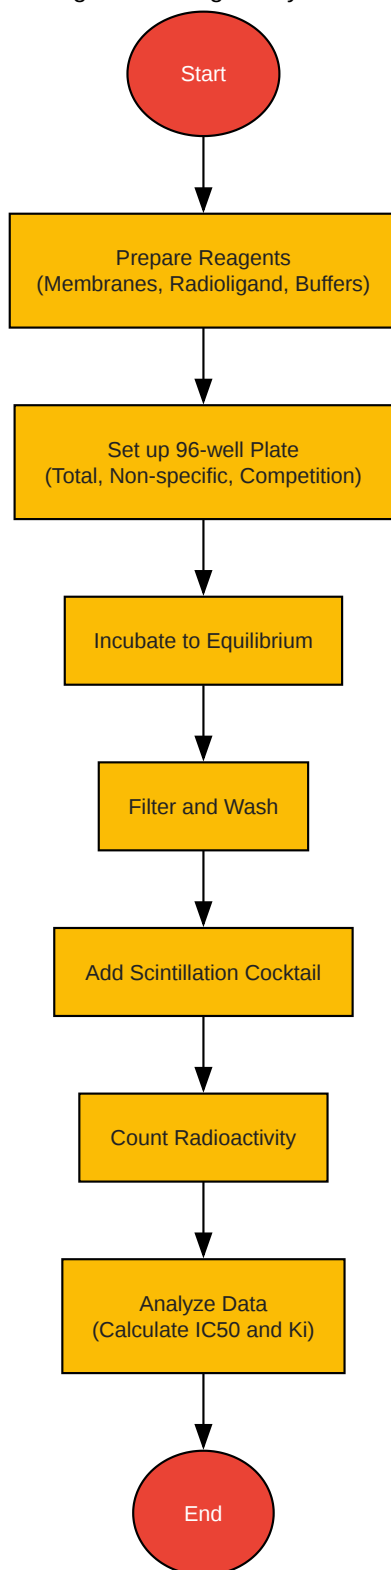 Start
Prepare Reagents
(Membranes, Radioligand, Buffers)
Set up 96-well Plate
(Total, Non-specific, Competition)
Incubate to Equilibrium
Filter and Wash
Add Scintillation Cocktail
Count Radioactivity
Analyze Data
(Calculate IC50 and Ki)
End